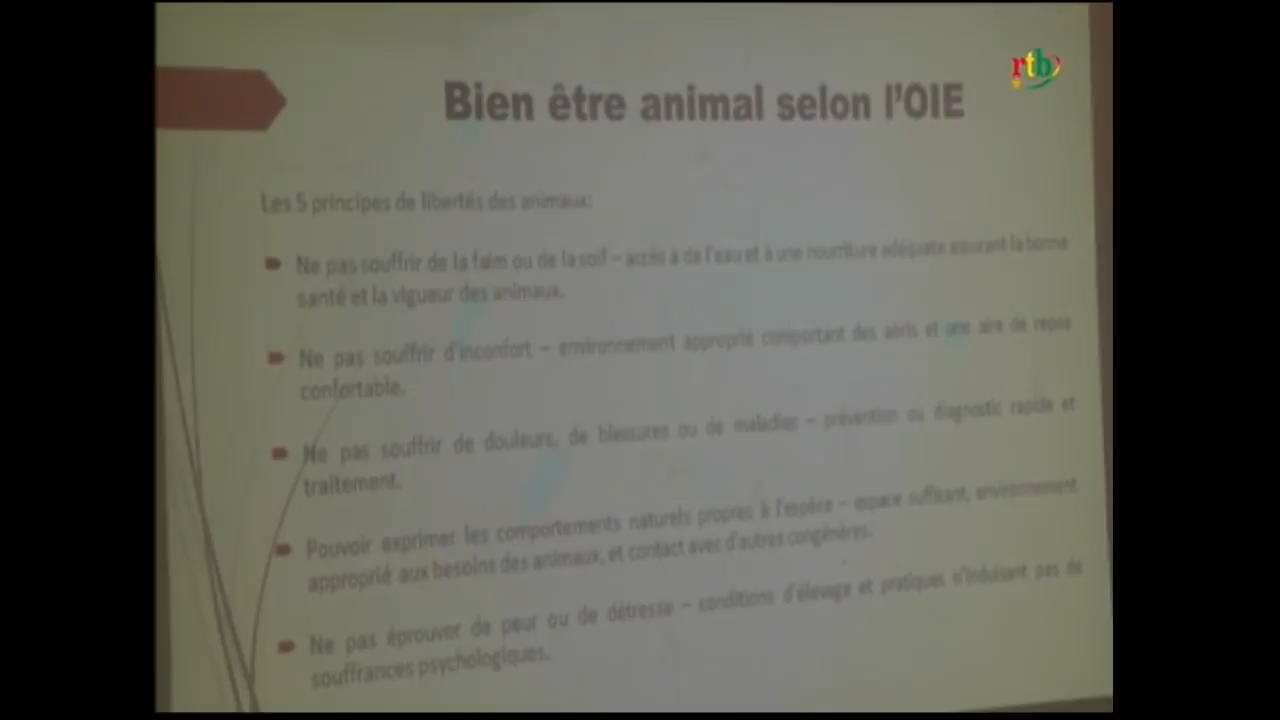 rtb
Bien être animal selon l'OIE
Les 5 principes de libertés des animaux:
Ne pas souffrir de la faim ou de la soif – accès à de l'eau et à une nourriture adéquate assurant la bonne
santé et la vigueur des animaux.
Ne pas souffrir d'inconfort – environnement approprié comportant des abris et une aire de repos
confortable.
Ne pas souffrir de douleurs, de blessures ou de maladies – prévention ou diagnostic rapide et
traitement.
Pouvoir exprimer les comportements naturels propres à l'espèce – espace suffisant, environnement
approprié aux besoins des animaux, et contact avec d'autres congénères.
Ne pas éprouver de peur ou de détresse – conditions d'élevage et pratiques n'induisant pas de
souffrances psychologiques.